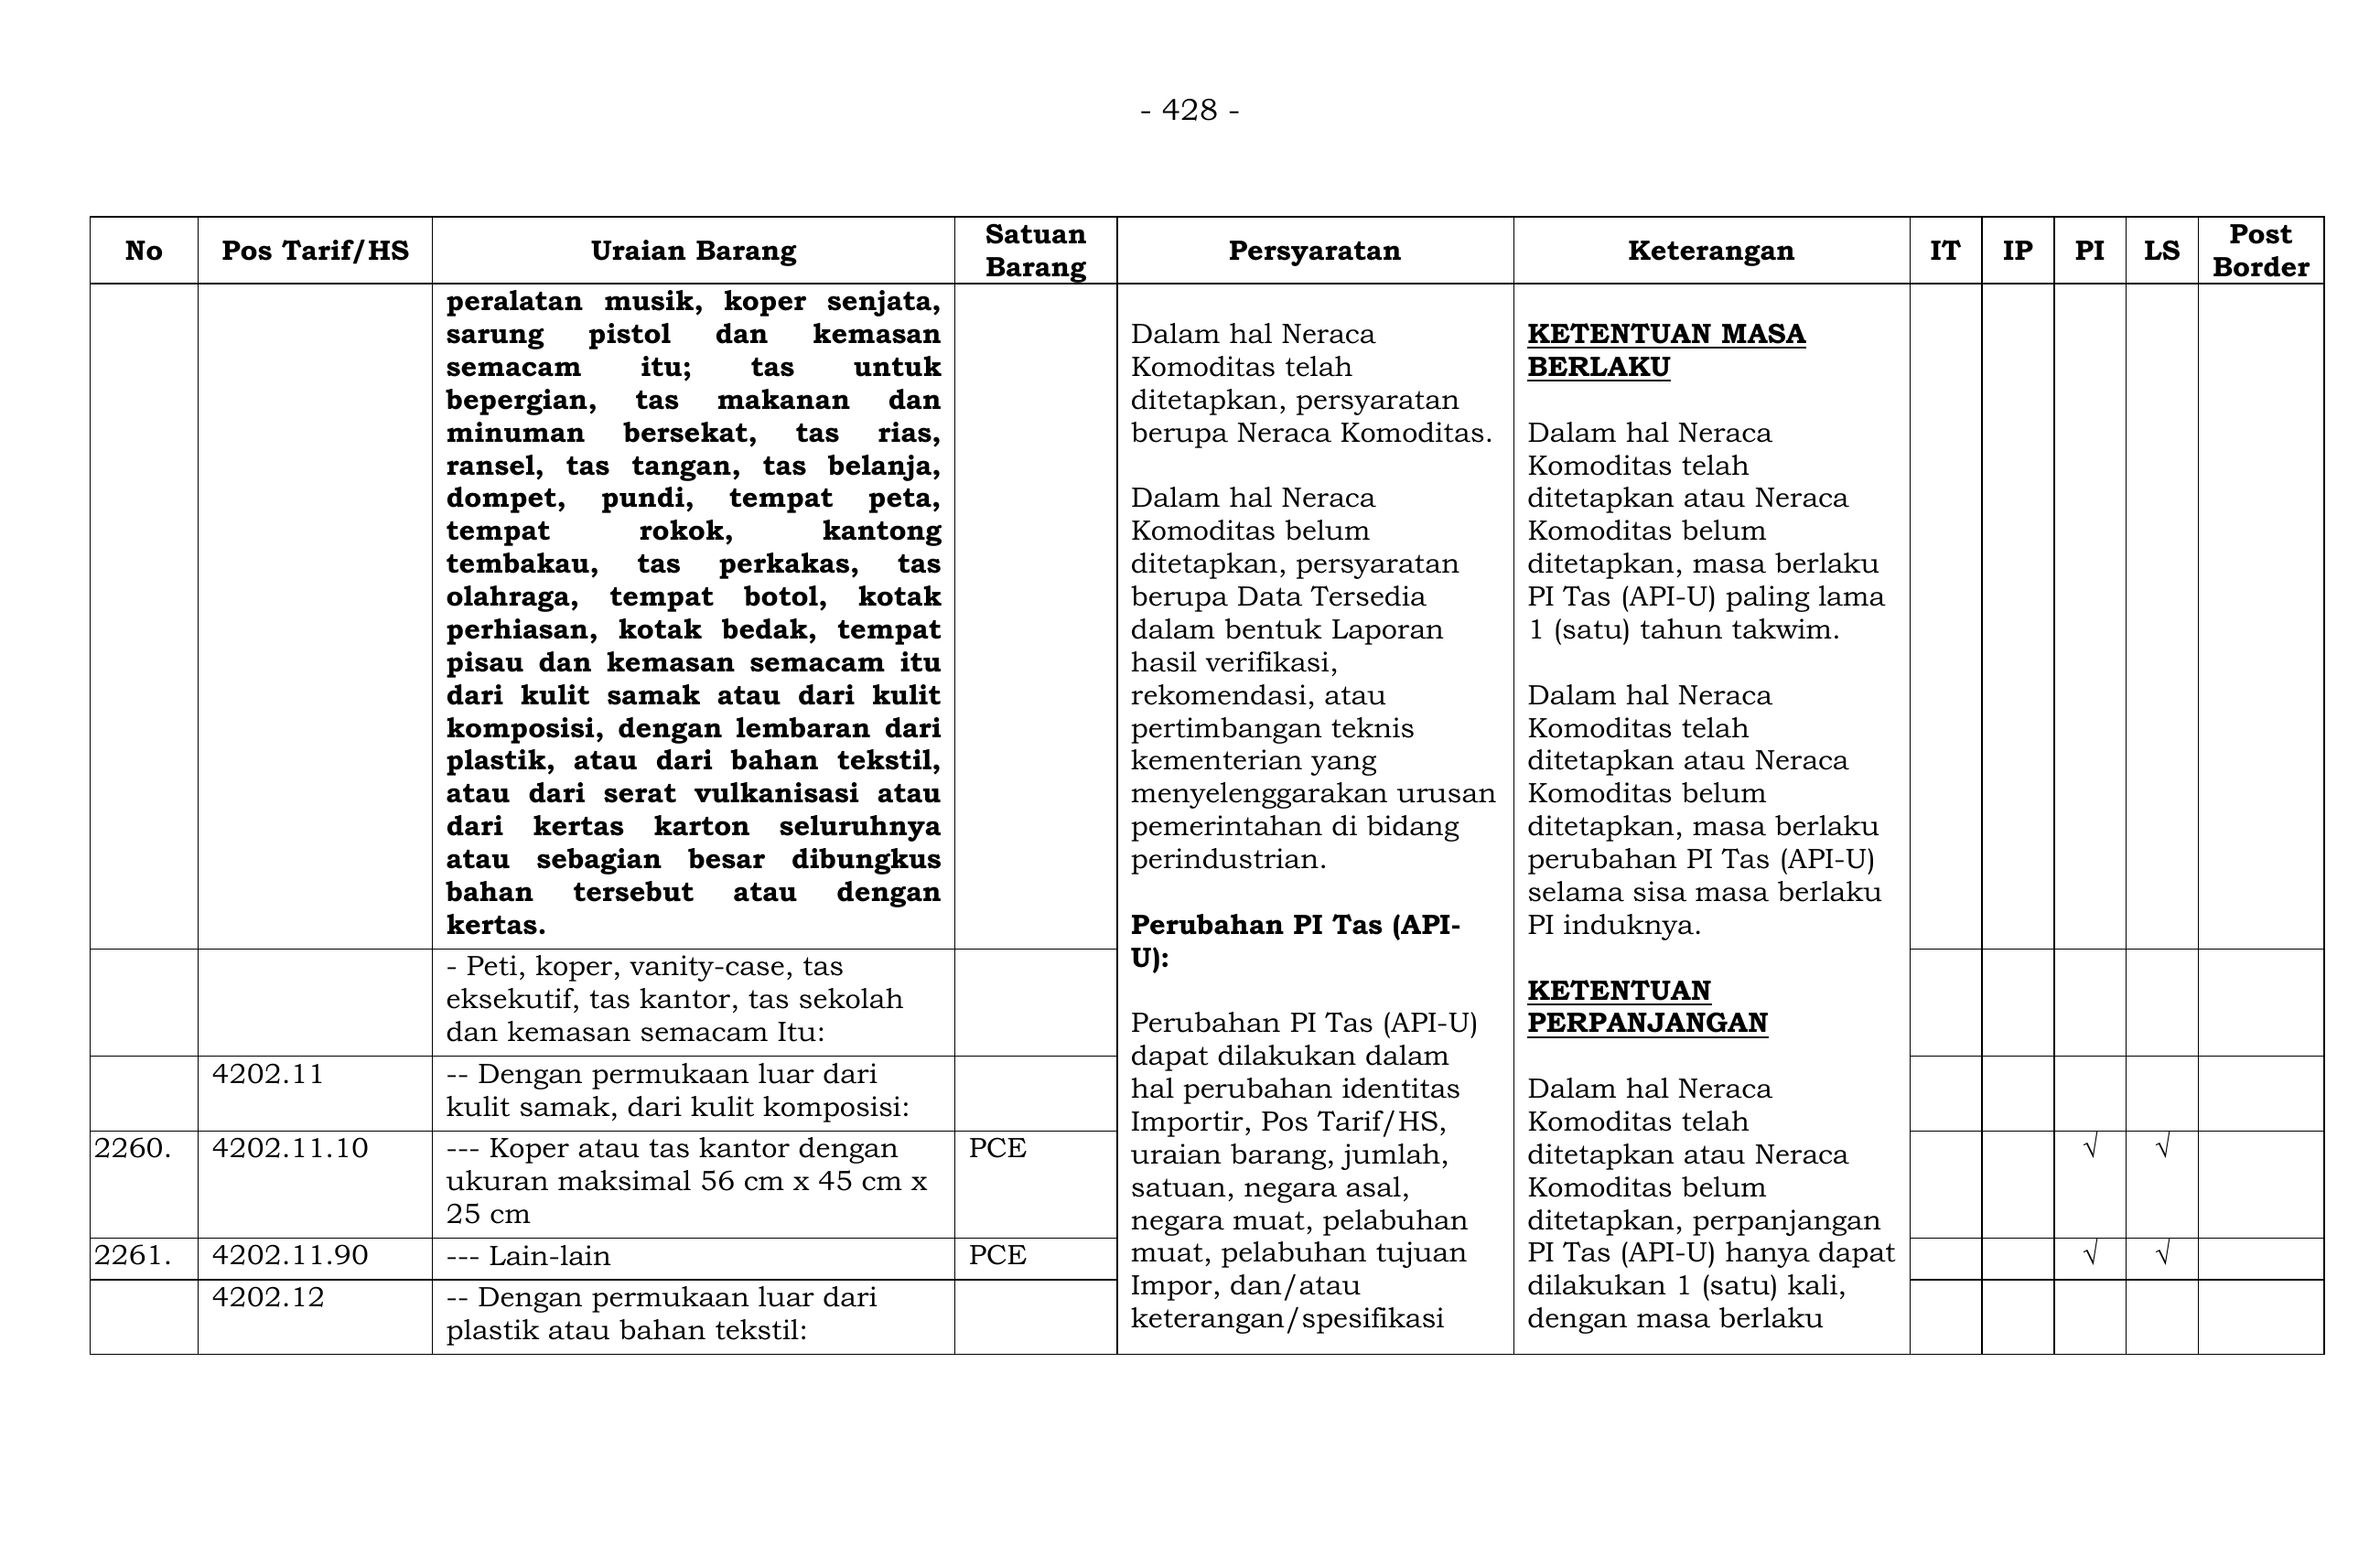 - 428 -
No
Pos Tarif/HS
Uraian Barang
Satuan
Barang
Persyaratan
Keterangan
IT
IP
PI
LS
Post
Border
peralatan musik, koper senjata,
sarung pistol dan kemasan
semacam itu; tas untuk
bepergian, tas makanan dan
minuman bersekat, tas rias,
ransel, tas tangan, tas belanja,
dompet, pundi, tempat peta,
tempat rokok, kantong
tembakau, tas perkakas, tas
olahraga, tempat botol, kotak
perhiasan, kotak bedak, tempat
pisau dan kemasan semacam itu
dari kulit samak atau dari kulit
komposisi, dengan lembaran dari
plastik, atau dari bahan tekstil,
atau dari serat vulkanisasi atau
dari kertas karton seluruhnya
atau sebagian besar dibungkus
bahan tersebut atau dengan
kertas.
Dalam hal Neraca
Komoditas telah
ditetapkan, persyaratan
berupa Neraca Komoditas.
Dalam hal Neraca
Komoditas belum
ditetapkan, persyaratan
berupa Data Tersedia
dalam bentuk Laporan
hasil verifikasi,
rekomendasi, atau
pertimbangan teknis
kementerian yang
menyelenggarakan urusan
pemerintahan di bidang
perindustrian.
Perubahan PI Tas (API-
U):
Perubahan PI Tas (API-U)
dapat dilakukan dalam
hal perubahan identitas
Importir, Pos Tarif/HS,
uraian barang, jumlah,
satuan, negara asal,
negara muat, pelabuhan
muat, pelabuhan tujuan
Impor, dan/atau
keterangan/spesifikasi
KETENTUAN MASA
BERLAKU
Dalam hal Neraca
Komoditas telah
ditetapkan atau Neraca
Komoditas belum
ditetapkan, masa berlaku
PI Tas (API-U) paling lama
1 (satu) tahun takwim.
Dalam hal Neraca
Komoditas telah
ditetapkan atau Neraca
Komoditas belum
ditetapkan, masa berlaku
perubahan PI Tas (API-U)
selama sisa masa berlaku
PI induknya.
KETENTUAN
PERPANJANGAN
Dalam hal Neraca
Komoditas telah
ditetapkan atau Neraca
Komoditas belum
ditetapkan, perpanjangan
PI Tas (API-U) hanya dapat
dilakukan 1 (satu) kali,
dengan masa berlaku
- Peti, koper, vanity-case, tas
eksekutif, tas kantor, tas sekolah
dan kemasan semacam Itu:
4202.11
-- Dengan permukaan luar dari
kulit samak, dari kulit komposisi:
2260.
4202.11.10
--- Koper atau tas kantor dengan
ukuran maksimal 56 cm x 45 cm x
25 cm
PCE
√
√
2261.
4202.11.90
--- Lain-lain
PCE
√
√
4202.12
-- Dengan permukaan luar dari
plastik atau bahan tekstil: